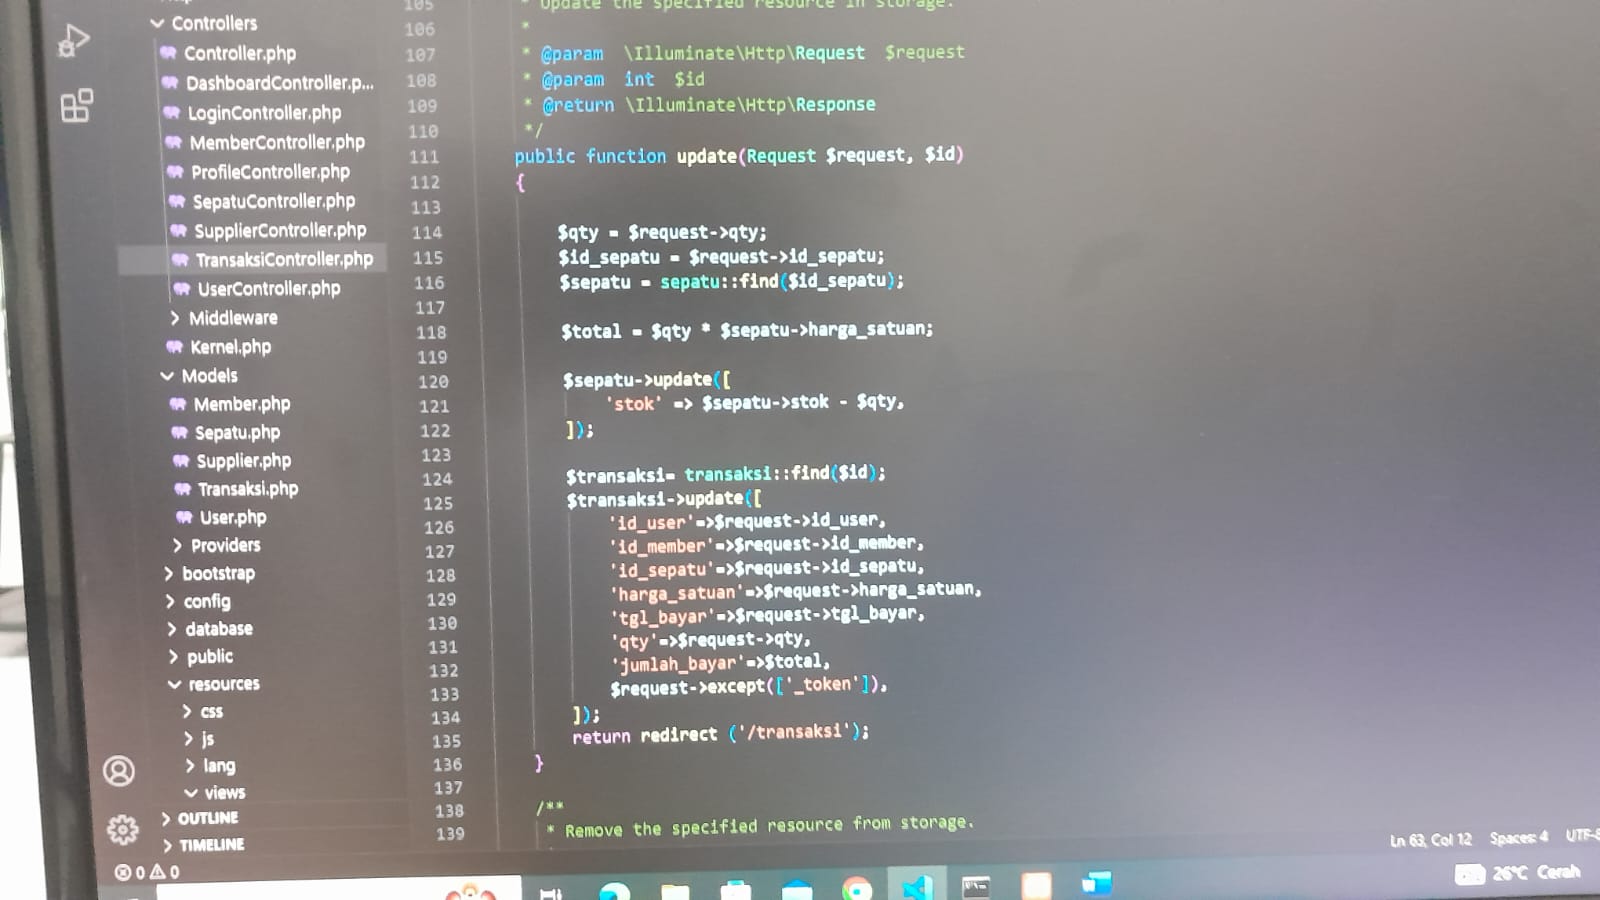 Controllers
Controller.php
DashboardController.p...
LoginController.php
MemberController.php
ProfileController.php
SepatuController.php
SupplierController.php
TransaksiController.php
UserController.php
Middleware
Kernel.php
Models
Member.php
Sepatu.php
Supplier.php
Transaksi.php
User.php
Providers
bootstrap
config
database
public
resources
css
js
lang
views
OUTLINE
TIMELINE
0 0
105 * Update the specified resource in storage.
106 *
107 * @param \Illuminate\Http\Request $request
108 * @param int $id
109 * @return \Illuminate\Http\Response
110 */
111 public function update(Request $request, $id)
112 {
113
114 $qty = $request->qty;
115 $id_sepatu = $request->id_sepatu;
116 $sepatu = sepatu::find($id_sepatu);
117
118 $total = $qty * $sepatu->harga_satuan;
119
120 $sepatu->update([
121 'stok' => $sepatu->stok - $qty,
122 ]);
123
124 $transaksi= transaksi::find($id);
125 $transaksi->update([
126 'id_user'=>$request->id_user,
127 'id_member'=>$request->id_member,
128 'id_sepatu'=>$request->id_sepatu,
129 'harga_satuan'=>$request->harga_satuan,
130 'tgl_bayar'=>$request->tgl_bayar,
131 'qty'=>$request->qty,
132 'jumlah_bayar'=>$total,
133 $request->except(['_token']),
134 ]);
135 return redirect ('/transaksi');
136 }
137
138 /**
139 * Remove the specified resource from storage.
Ln 63, Col 12 Spaces: 4 UTF-8
26°C Cerah